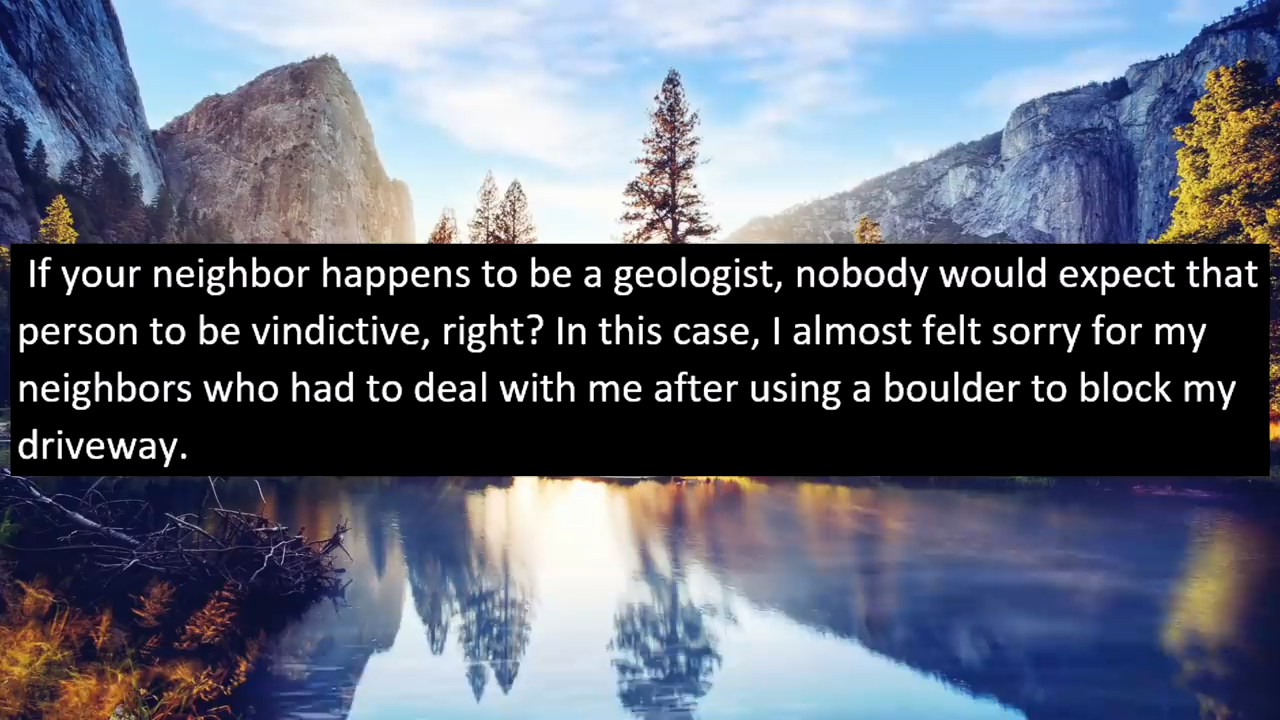 If your neighbor happens to be a geologist, nobody would expect that
person to be vindictive, right? In this case, I almost felt sorry for my
neighbors who had to deal with me after using a boulder to block my
driveway.